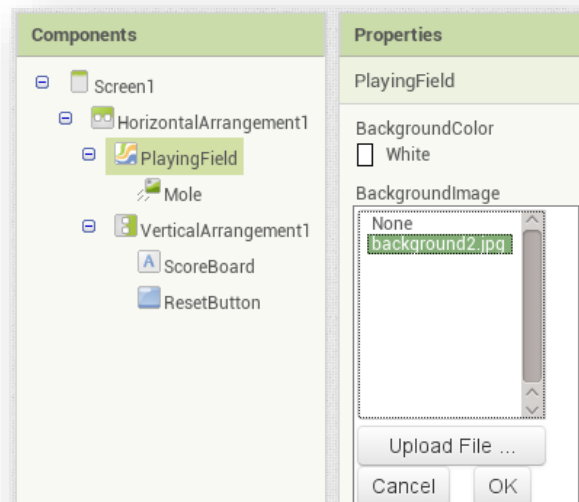 Components
Screen1
HorizontalArrangement1
PlayingField
Mole
VerticalArrangement1
A ScoreBoard
ResetButton
Properties
PlayingField
BackgroundColor
White
BackgroundImage
None
background2.jpg
Upload File ...
Cancel OK